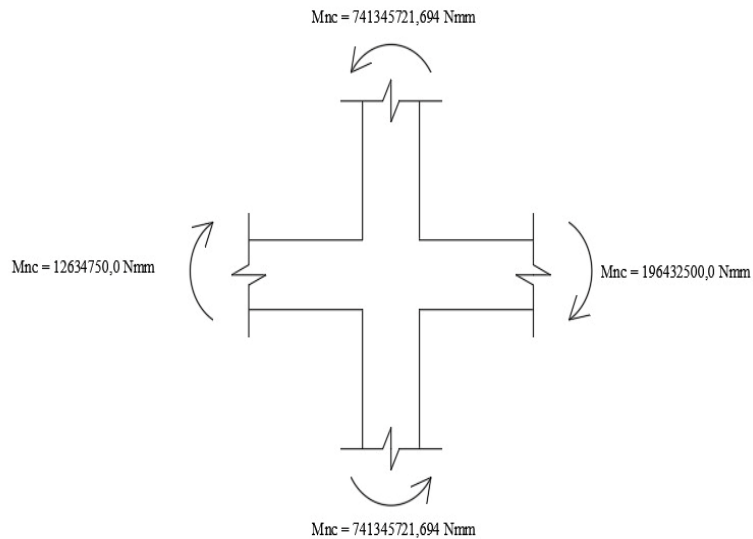 Mnc = 741345721,694 Nmm
Mnc = 12634750,0 Nmm
Mnc = 196432500,0 Nmm
Mnc = 741345721,694 Nmm